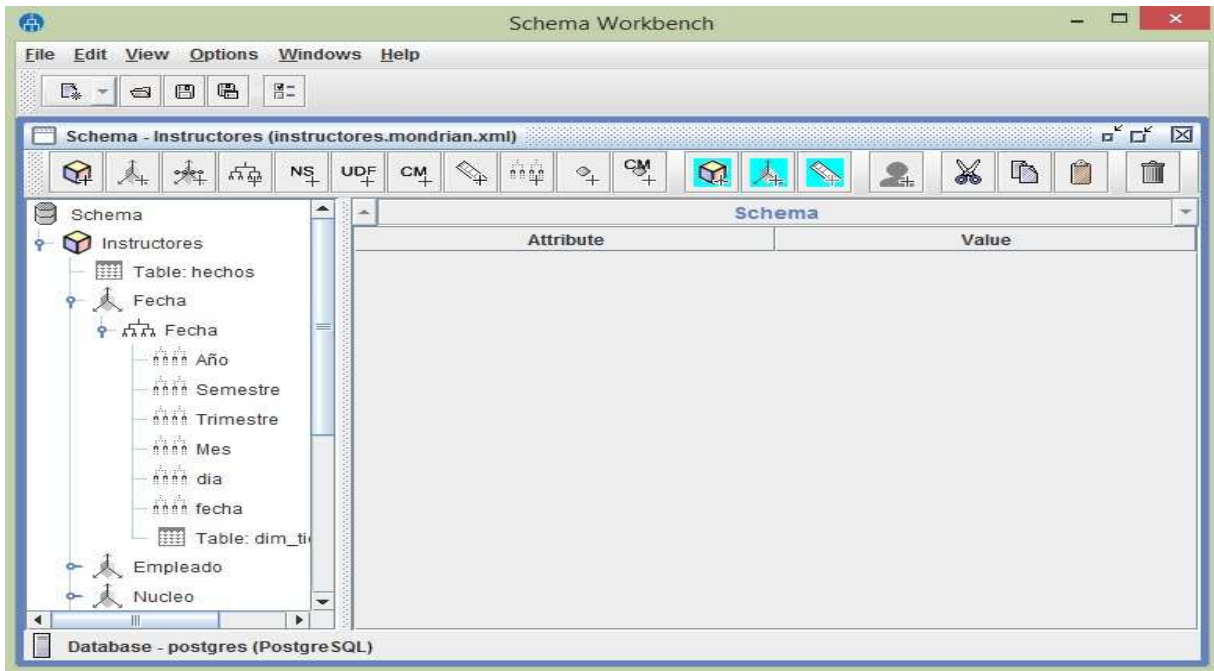 Schema Workbench
File Edit View Options Windows Help
Schema - Instructores (instructores.mondrian.xml)
NS UDF CM CM
Schema
Instructores
Table: hechos
Fecha
Fecha
Año
Semestre
Trimestre
Mes
dia
fecha
Table: dim_ti
Empleado
Nucleo
Schema
Attribute Value
Database - postgres (PostgreSQL)